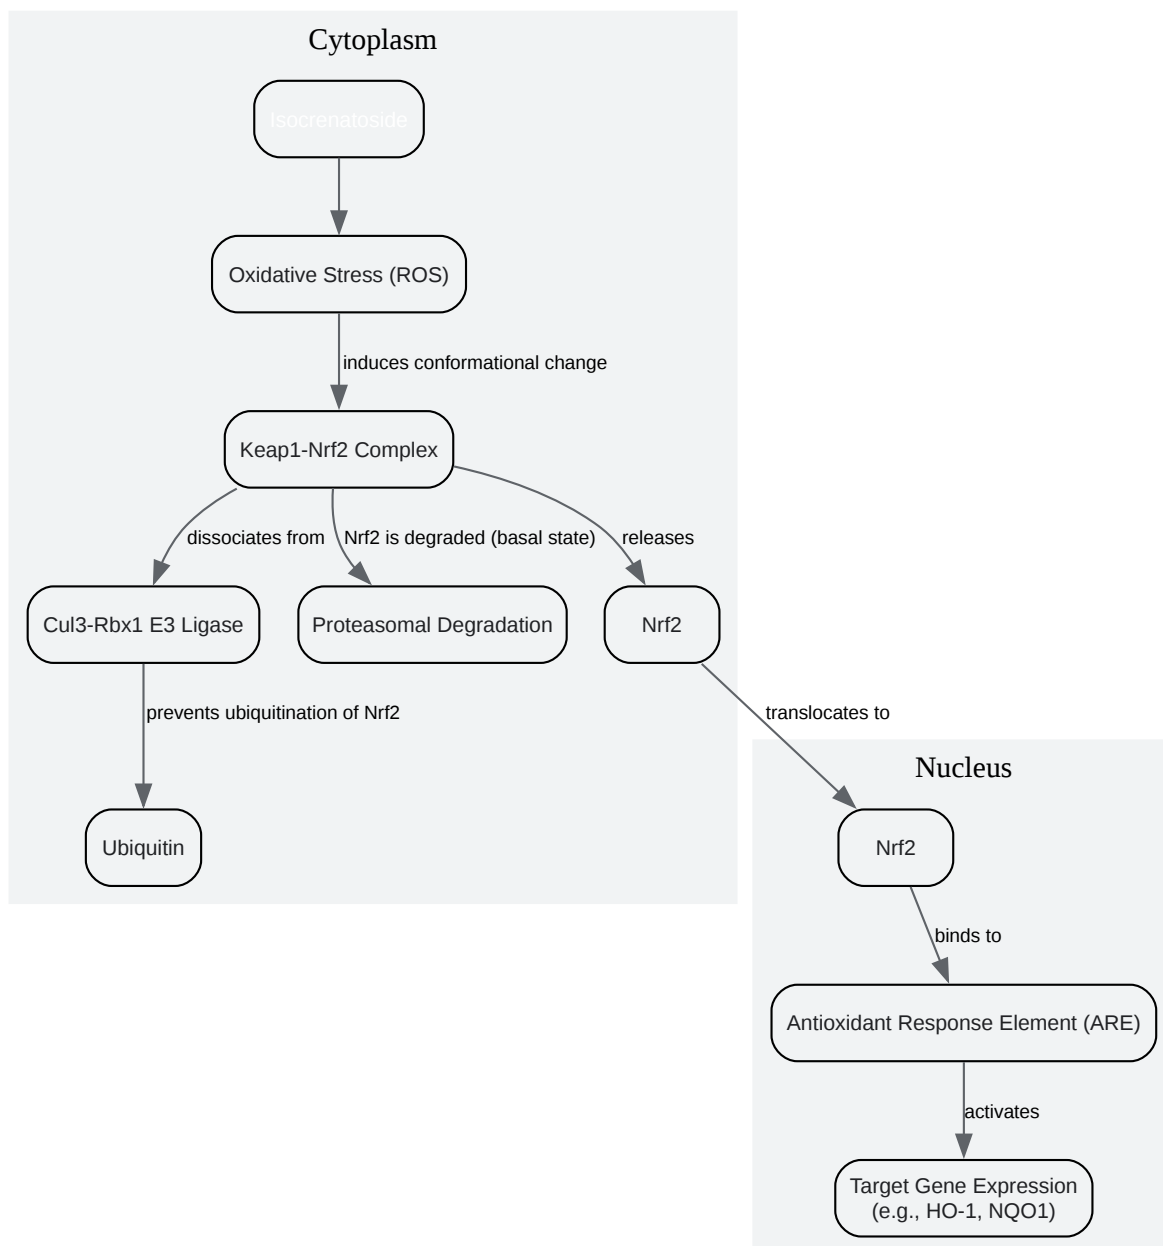 Cytoplasm
Isocrenatoside
Oxidative Stress (ROS)
induces conformational change
Keap1-Nrf2 Complex
dissociates from
Nrf2 is degraded (basal state)
releases
Cul3-Rbx1 E3 Ligase
Proteasomal Degradation
Nrf2
prevents ubiquitination of Nrf2
translocates to
Ubiquitin
Nucleus
Nrf2
binds to
Antioxidant Response Element (ARE)
activates
Target Gene Expression
(e.g., HO-1, NQO1)